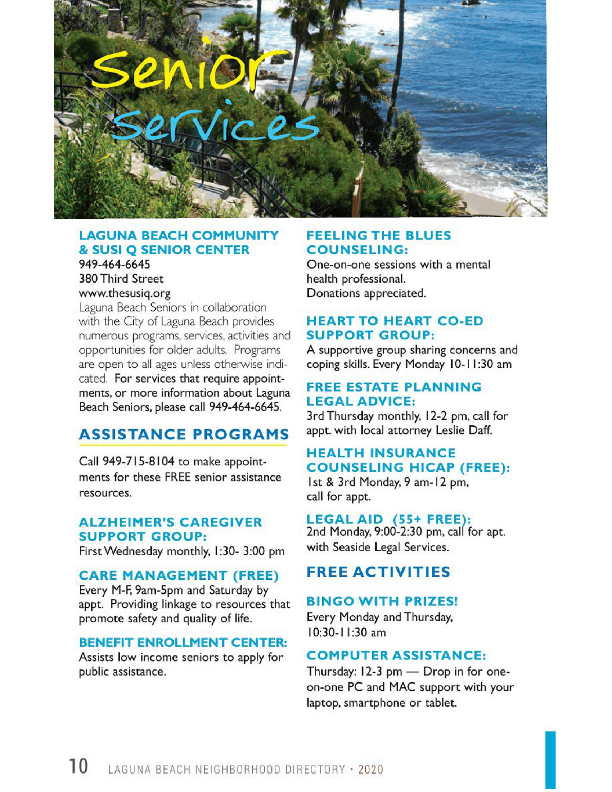 Senior
Services
LAGUNA BEACH COMMUNITY
& SUSI Q SENIOR CENTER
949-464-6645
380 Third Street
www.thesusiq.org
Laguna Beach Seniors in collaboration
with the City of Laguna Beach provides
numerous programs, services, activities and
opportunities for older adults. Programs
are open to all ages unless otherwise indi-
cated. For services that require appoint-
ments, or more information about Laguna
Beach Seniors, please call 949-464-6645.
ASSISTANCE PROGRAMS
Call 949-715-8104 to make appoint-
ments for these FREE senior assistance
resources.
ALZHEIMER'S CAREGIVER
SUPPORT GROUP:
First Wednesday monthly, 1:30- 3:00 pm
CARE MANAGEMENT (FREE)
Every M-F, 9am-5pm and Saturday by
appt. Providing linkage to resources that
promote safety and quality of life.
BENEFIT ENROLLMENT CENTER:
Assists low income seniors to apply for
public assistance.
FEELING THE BLUES
COUNSELING:
One-on-one sessions with a mental
health professional.
Donations appreciated.
HEART TO HEART CO-ED
SUPPORT GROUP:
A supportive group sharing concerns and
coping skills. Every Monday 10-11:30 am
FREE ESTATE PLANNING
LEGAL ADVICE:
3rd Thursday monthly, 12-2 pm, call for
appt. with local attorney Leslie Daff.
HEALTH INSURANCE
COUNSELING HICAP (FREE):
1st & 3rd Monday, 9 am-12 pm,
call for appt.
LEGAL AID (55+ FREE):
2nd Monday, 9:00-2:30 pm, call for apt.
with Seaside Legal Services.
FREE ACTIVITIES
BINGO WITH PRIZES!
Every Monday and Thursday,
10:30-11:30 am
COMPUTER ASSISTANCE:
Thursday: 12-3 pm — Drop in for one-
on-one PC and MAC support with your
laptop, smartphone or tablet.
10 LAGUNA BEACH NEIGHBORHOOD DIRECTORY • 2020